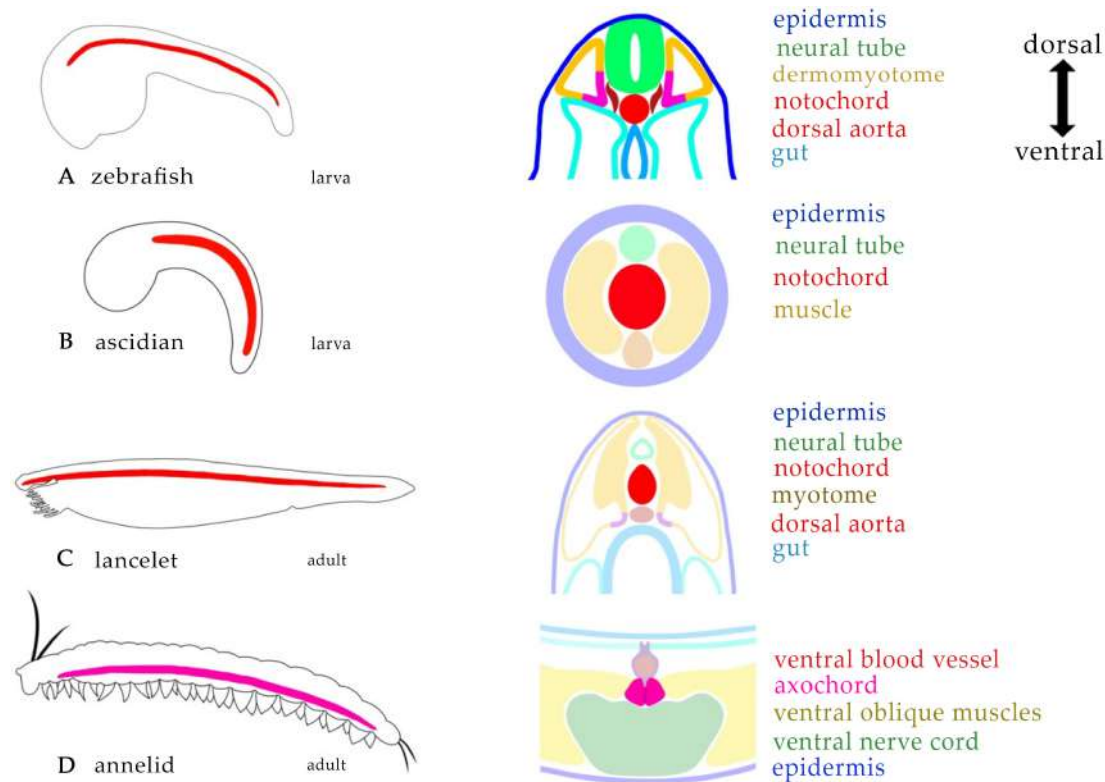 epidermis
neural tube
dermomyotome
notochord
dorsal aorta
gut
dorsal
ventral
A zebrafish larva
epidermis
neural tube
notochord
muscle
B ascidian larva
epidermis
neural tube
notochord
myotome
dorsal aorta
gut
C lancelet adult
ventral blood vessel
axochord
ventral oblique muscles
ventral nerve cord
epidermis
D annelid adult